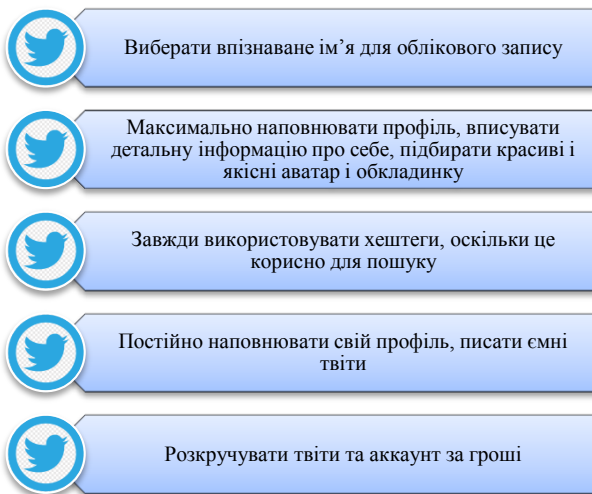 Виберати впізнаване ім’я для облікового запису
Максимально наповнювати профіль, вписувати
детальну інформацію про себе, підбирати красиві і
якісні аватар і обкладинку
Завжди використовувати хештеги, оскільки це
корисно для пошуку
Постійно наповнювати свій профіль, писати ємні
твіти
Розкручувати твіти та аккаунт за гроші